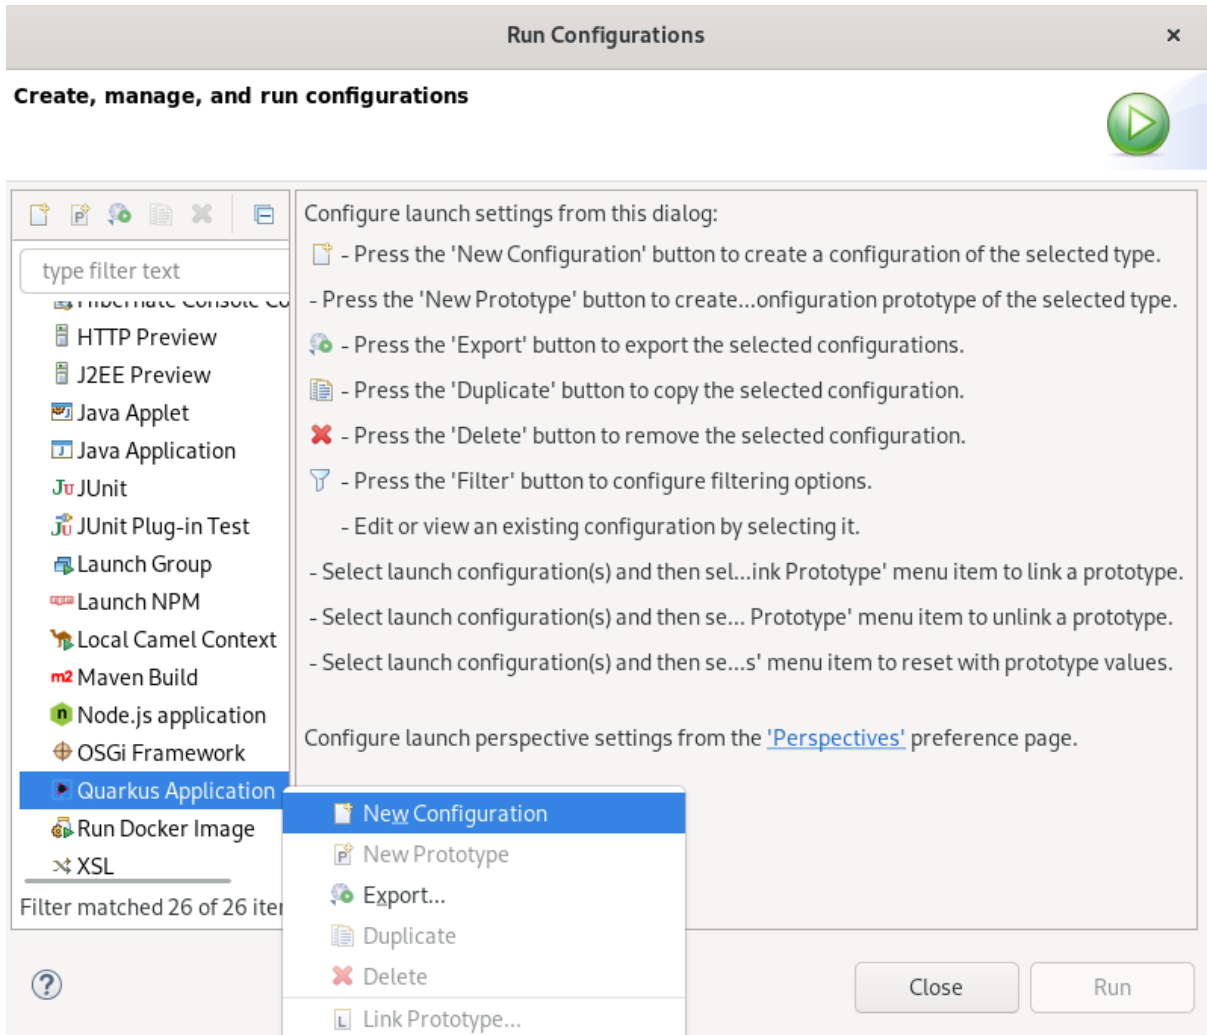 Run Configurations
Create, manage, and run configurations
type filter text
Hibernate Console Co
HTTP Preview
J2EE Preview
Java Applet
Java Application
JUnit
JUnit Plug-in Test
Launch Group
Launch NPM
Local Camel Context
Maven Build
Node.js application
OSGi Framework
Quarkus Application
Run Docker Image
XSL
Filter matched 26 of 26 iter
Configure launch settings from this dialog:
- Press the 'New Configuration' button to create a configuration of the selected type.
- Press the 'New Prototype' button to create...onfiguration prototype of the selected type.
- Press the 'Export' button to export the selected configurations.
- Press the 'Duplicate' button to copy the selected configuration.
- Press the 'Delete' button to remove the selected configuration.
- Press the 'Filter' button to configure filtering options.
- Edit or view an existing configuration by selecting it.
- Select launch configuration(s) and then sel...ink Prototype' menu item to link a prototype.
- Select launch configuration(s) and then se... Prototype' menu item to unlink a prototype.
- Select launch configuration(s) and then se...s' menu item to reset with prototype values.
Configure launch perspective settings from the 'Perspectives' preference page.
New Configuration
New Prototype
Export...
Duplicate
Delete
Link Prototype...
Close
Run